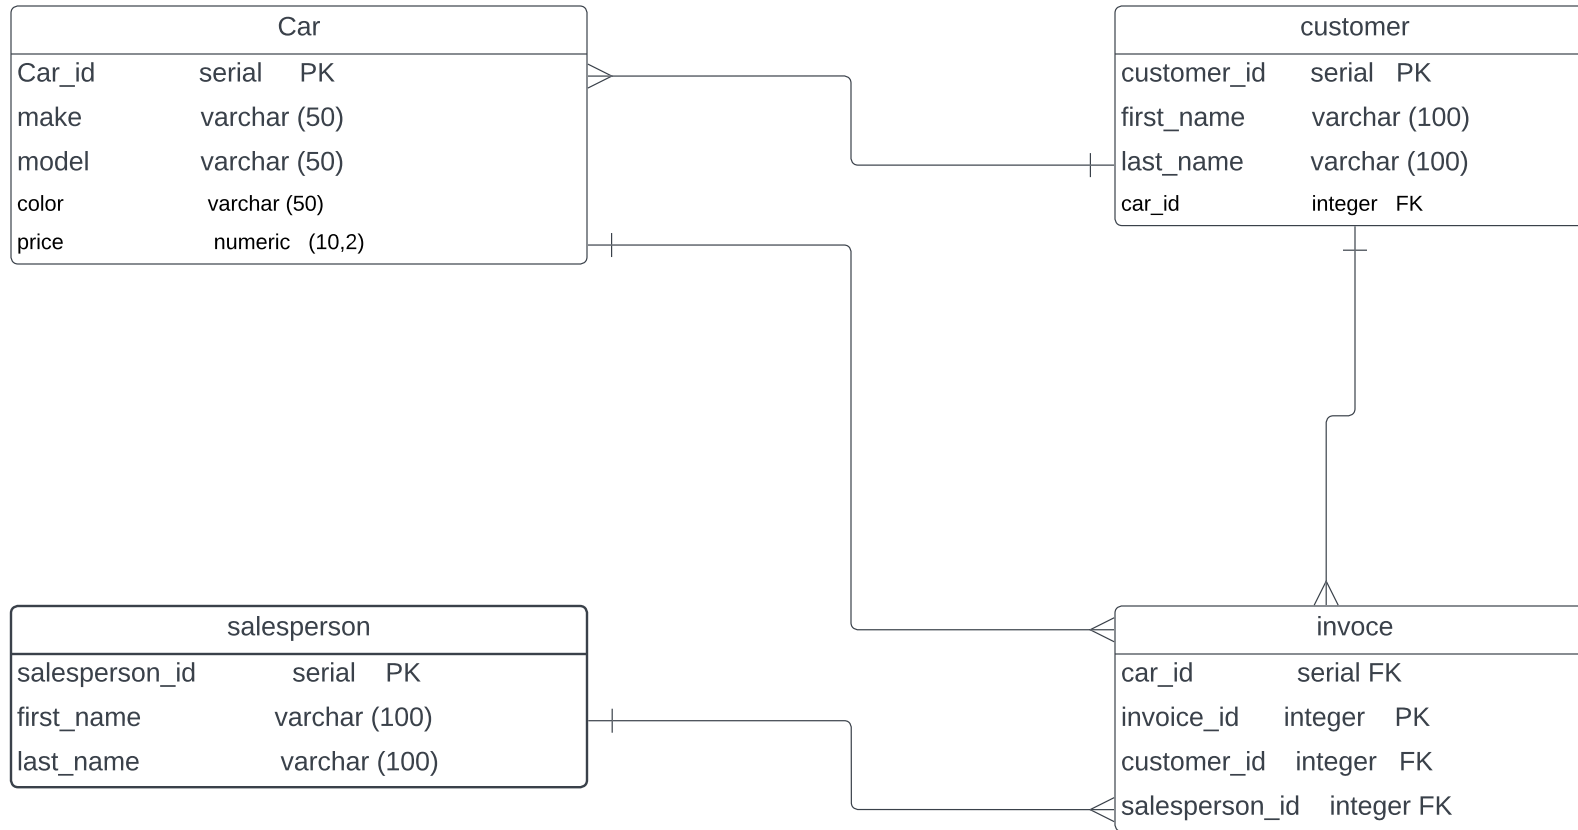 Car
Car_id serial PK
make varchar (50)
model varchar (50)
color varchar (50)
price numeric (10,2)
customer
customer_id serial PK
first_name varchar (100)
last_name varchar (100)
car_id integer FK
salesperson
salesperson_id serial PK
first_name varchar (100)
last_name varchar (100)
invoce
car_id serial FK
invoice_id integer PK
customer_id integer FK
salesperson_id integer FK